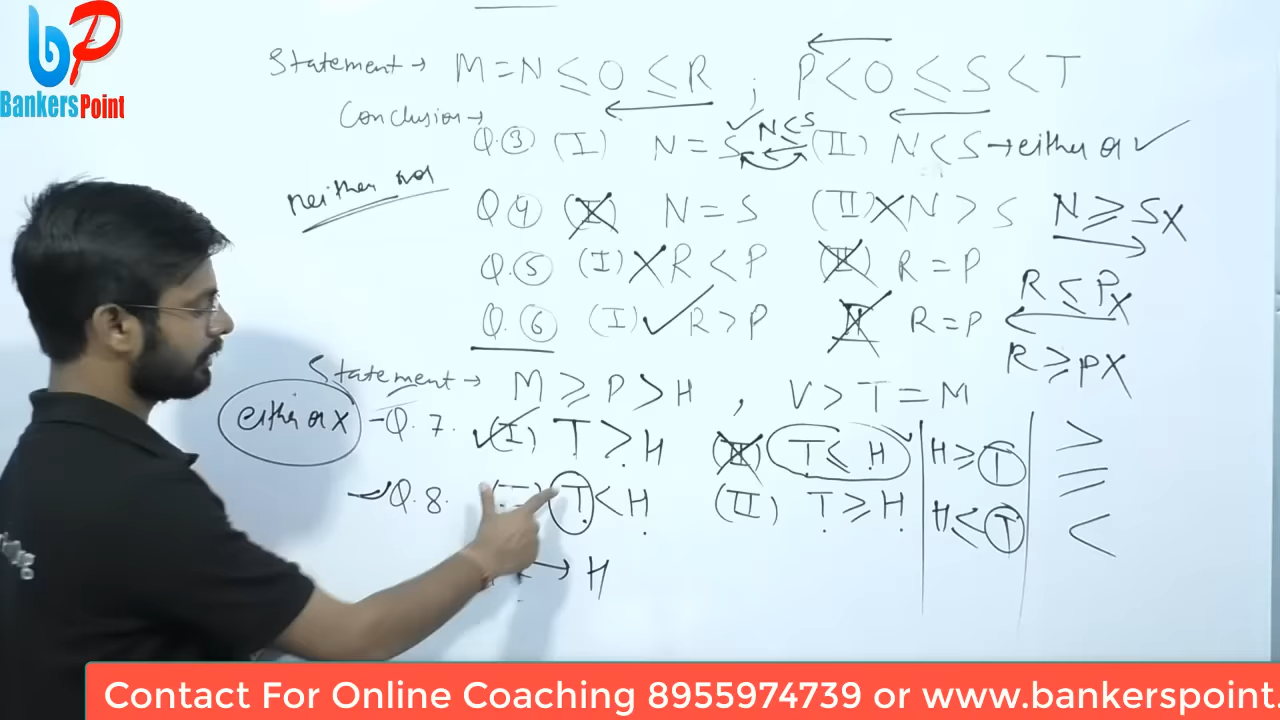 bP
BankersPoint
Statement → M = N ≤ O ≤ R ; P < O ≤ S < T
Conclusion →
N ≤ S
Q.③ (I) N = S (II) N < S → either or ✓
neither nor
Q.④ (I) N = S (II) X N > S N ≥ S X
Q.⑤ (I) X R < P (II) R = P
R ≤ P X
Q.⑥ (I) ✓ R > P II R = P
R ≥ P X
Statement → M ≥ P > H , V > T = M
either or X - Q.7. ✓ (I) T > H (II) T ≤ H H ≥ T >
=
Q.8. T < H (II) T ≥ H H < T <
→ H
Contact For Online Coaching 8955974739 or www.bankerspoint.